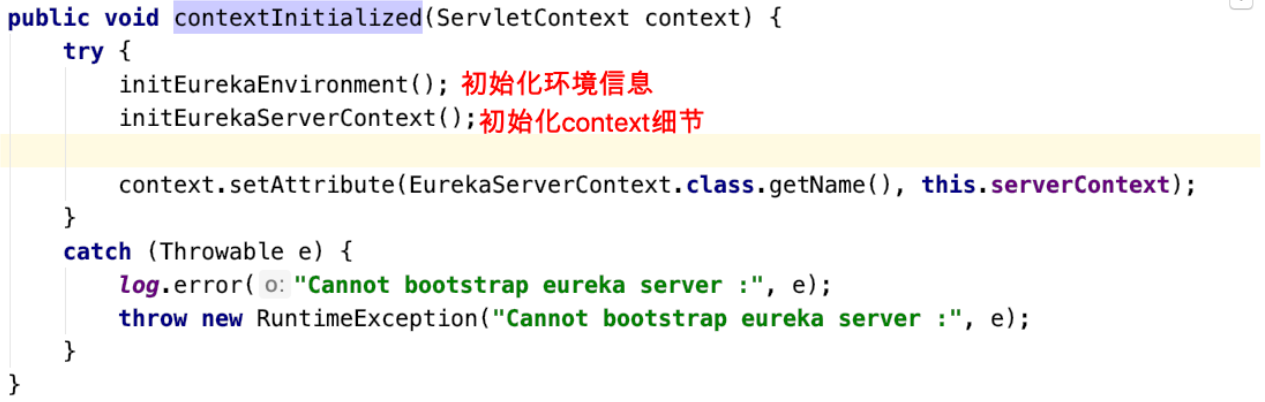 public void contextInitialized(ServletContext context) {
try {
initEurekaEnvironment(); 初始化环境信息
initEurekaServerContext();初始化context细节
context.setAttribute(EurekaServerContext.class.getName(), this.serverContext);
}
catch (Throwable e) {
log.error( o: "Cannot bootstrap eureka server :", e);
throw new RuntimeException("Cannot bootstrap eureka server :", e);
}
}